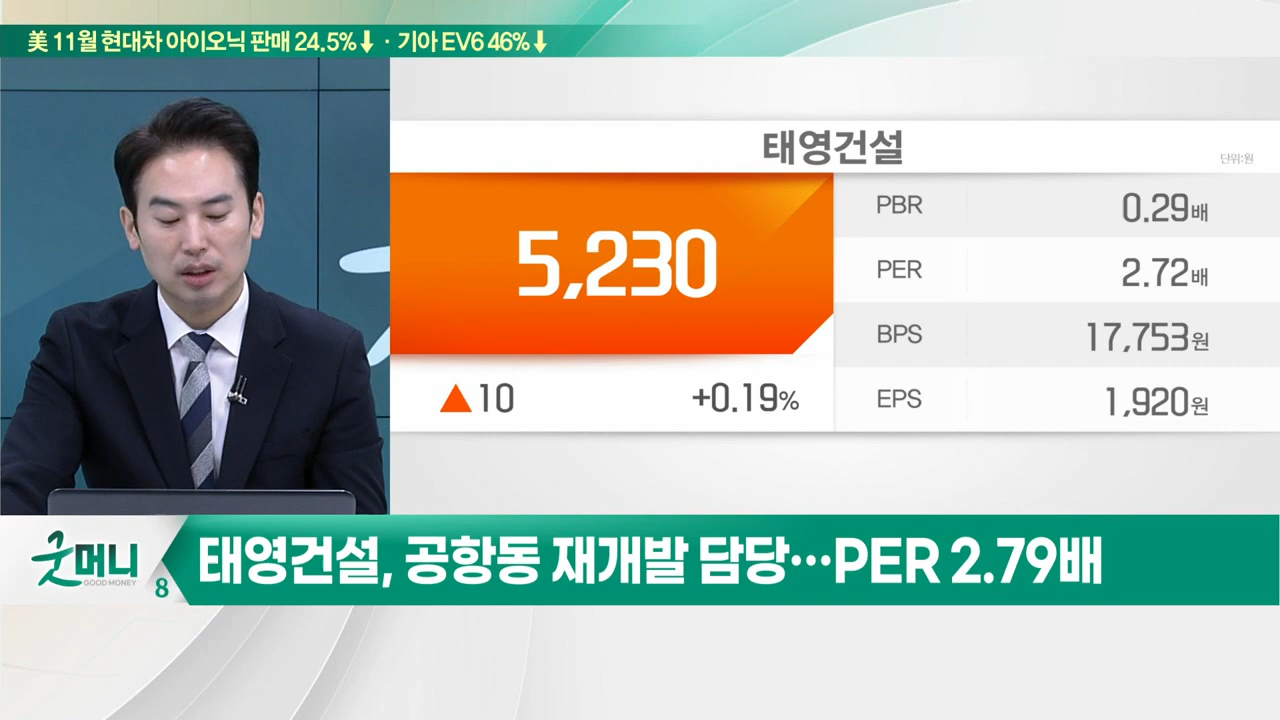 美 11월 현대차 아이오닉 판매 24.5%⬇ · 기아 EV6 46%⬇
태영건설
단위:원
5,230
▲10 +0.19%
PBR 0.29배
PER 2.72배
BPS 17,753원
EPS 1,920원
굿머니
GOOD MONEY
8
태영건설, 공항동 재개발 담당…PER 2.79배